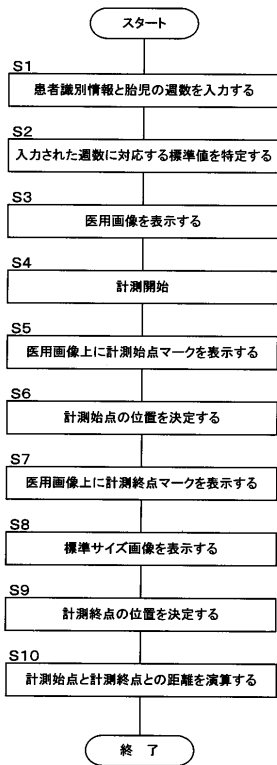 スタート
S1
患者識別情報と胎児の週数を入力する
S2
入力された週数に対応する標準値を特定する
S3
医用画像を表示する
S4
計測開始
S5
医用画像上に計測始点マークを表示する
S6
計測始点の位置を決定する
S7
医用画像上に計測終点マークを表示する
S8
標準サイズ画像を表示する
S9
計測終点の位置を決定する
S10
計測始点と計測終点との距離を演算する
終 了